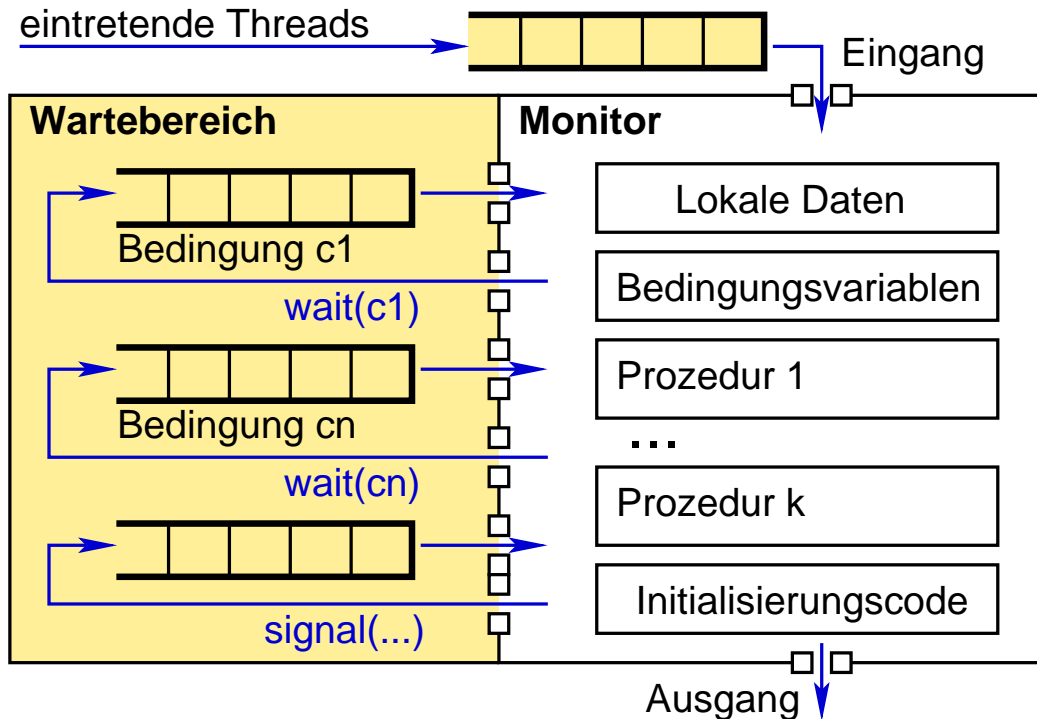 eintretende Threads
Eingang
Wartebereich
Monitor
Lokale Daten
Bedingung c1
Bedingungsvariablen
wait(c1)
Prozedur 1
Bedingung cn
...
wait(cn)
Prozedur k
Initialisierungscode
signal(...)
Ausgang